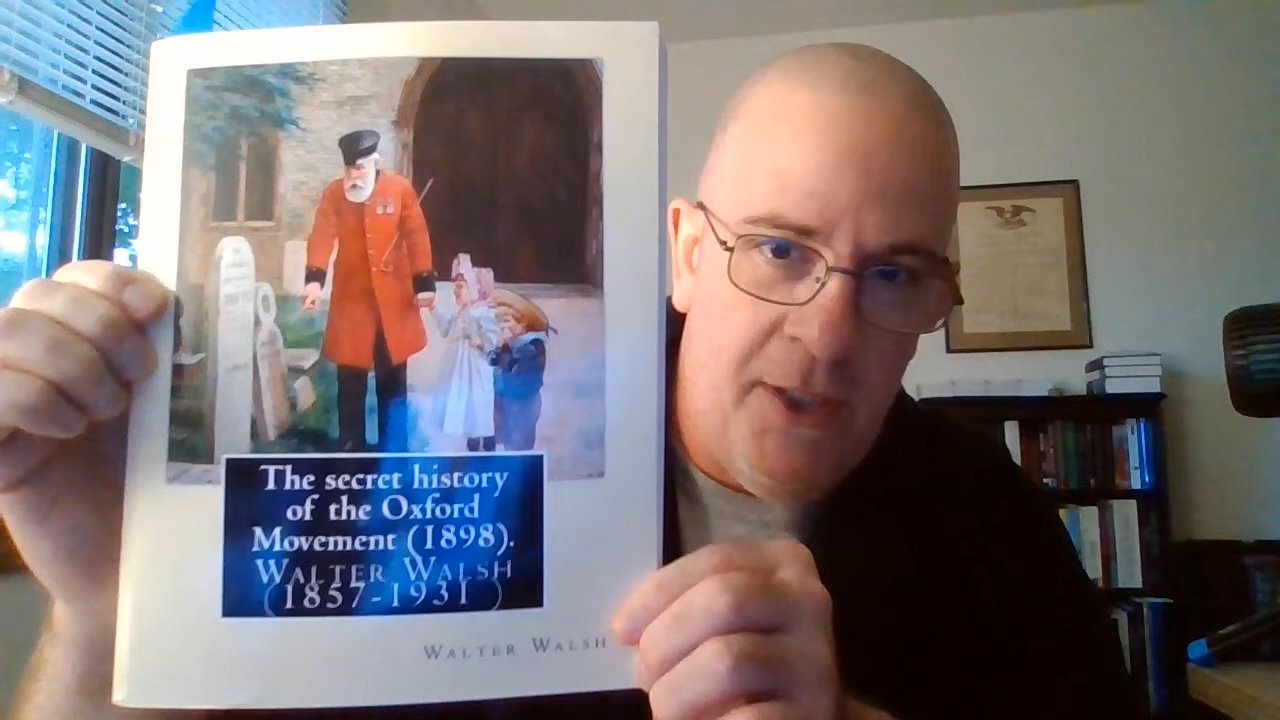 The secret history
of the Oxford
Movement (1898).
WALTER WALSH
(1857-1931 )
WALTER WALSH